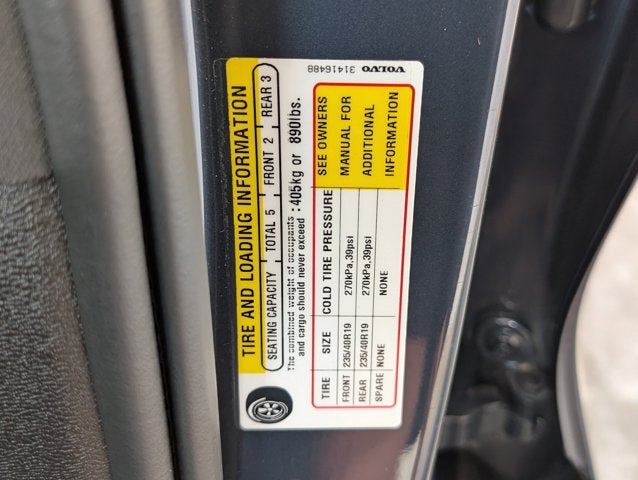 TIRE AND LOADING INFORMATION
SEATING CAPACITY TOTAL 5 FRONT 2 REAR 3
The combined weight of occupants
and cargo should never exceed : 405kg or 890lbs.
TIRE SIZE COLD TIRE PRESSURE SEE OWNERS
FRONT 235/40R19 270kPa,39psi MANUAL FOR
REAR 235/40R19 270kPa,39psi ADDITIONAL
SPARE NONE NONE INFORMATION
VOLVO 31416488